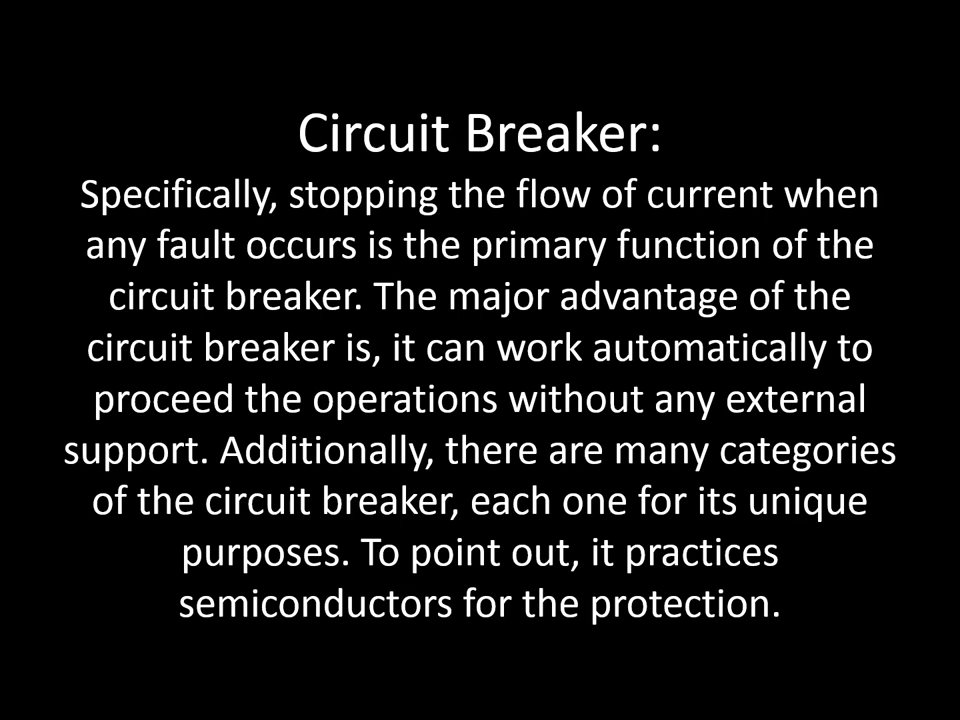 Circuit Breaker:
Specifically, stopping the flow of current when
any fault occurs is the primary function of the
circuit breaker. The major advantage of the
circuit breaker is, it can work automatically to
proceed the operations without any external
support. Additionally, there are many categories
of the circuit breaker, each one for its unique
purposes. To point out, it practices
semiconductors for the protection.